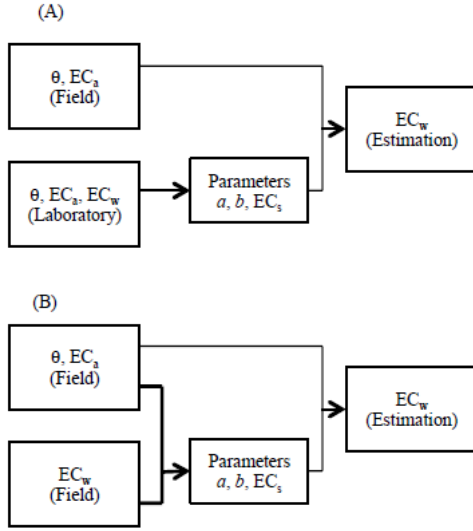 (A)
θ, ECa
(Field)
ECw
(Estimation)
θ, ECa, ECw
(Laboratory)
Parameters
a, b, ECs
(B)
θ, ECa
(Field)
ECw
(Estimation)
ECw
(Field)
Parameters
a, b, ECs